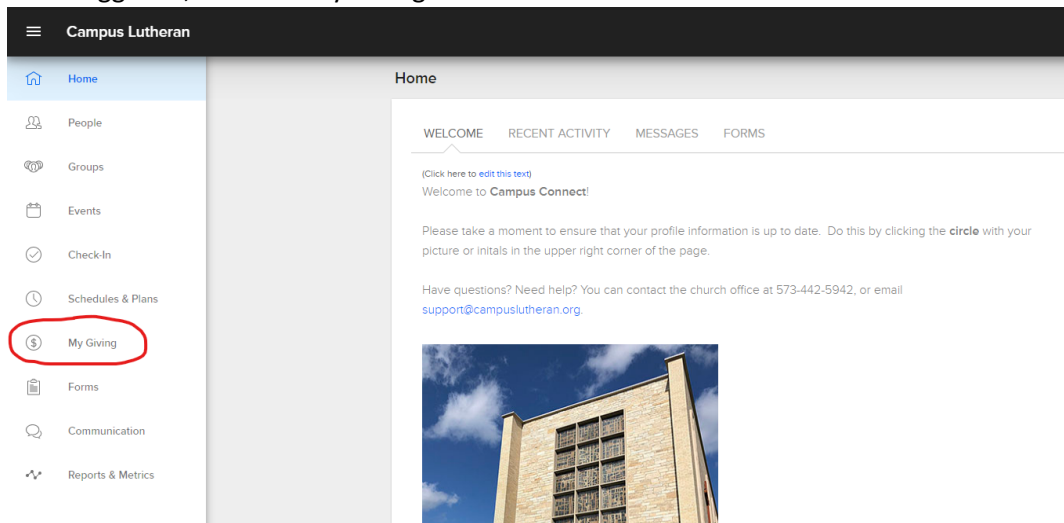 Campus Lutheran
Home
People
Groups
Events
Check-In
Schedules & Plans
My Giving
Forms
Communication
Reports & Metrics
Home
WELCOME RECENT ACTIVITY MESSAGES FORMS
(Click here to edit this text)
Welcome to Campus Connect!
Please take a moment to ensure that your profile information is up to date. Do this by clicking the circle with your
picture or initals in the upper right corner of the page.
Have questions? Need help? You can contact the church office at 573-442-5942, or email
support@campuslutheran.org.